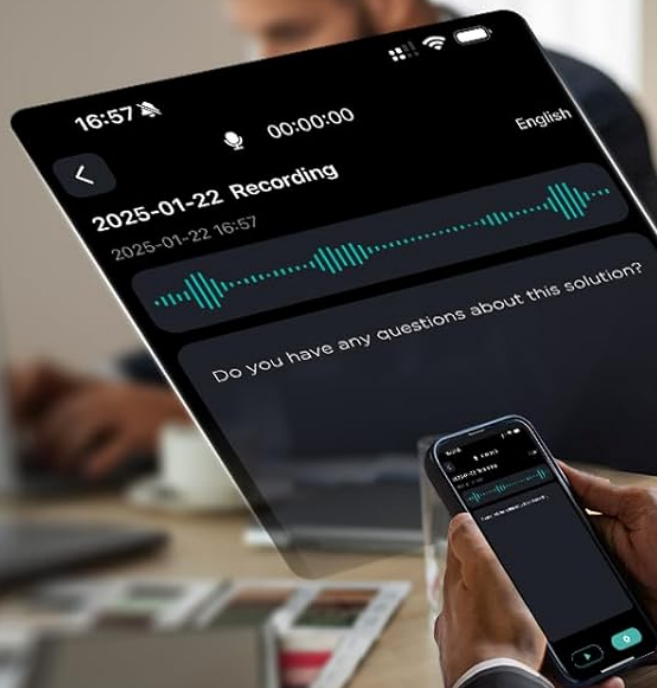 16:57
00:00:00
English
2025-01-22 Recording
2025-01-22 16:57
Do you have any questions about this solution?